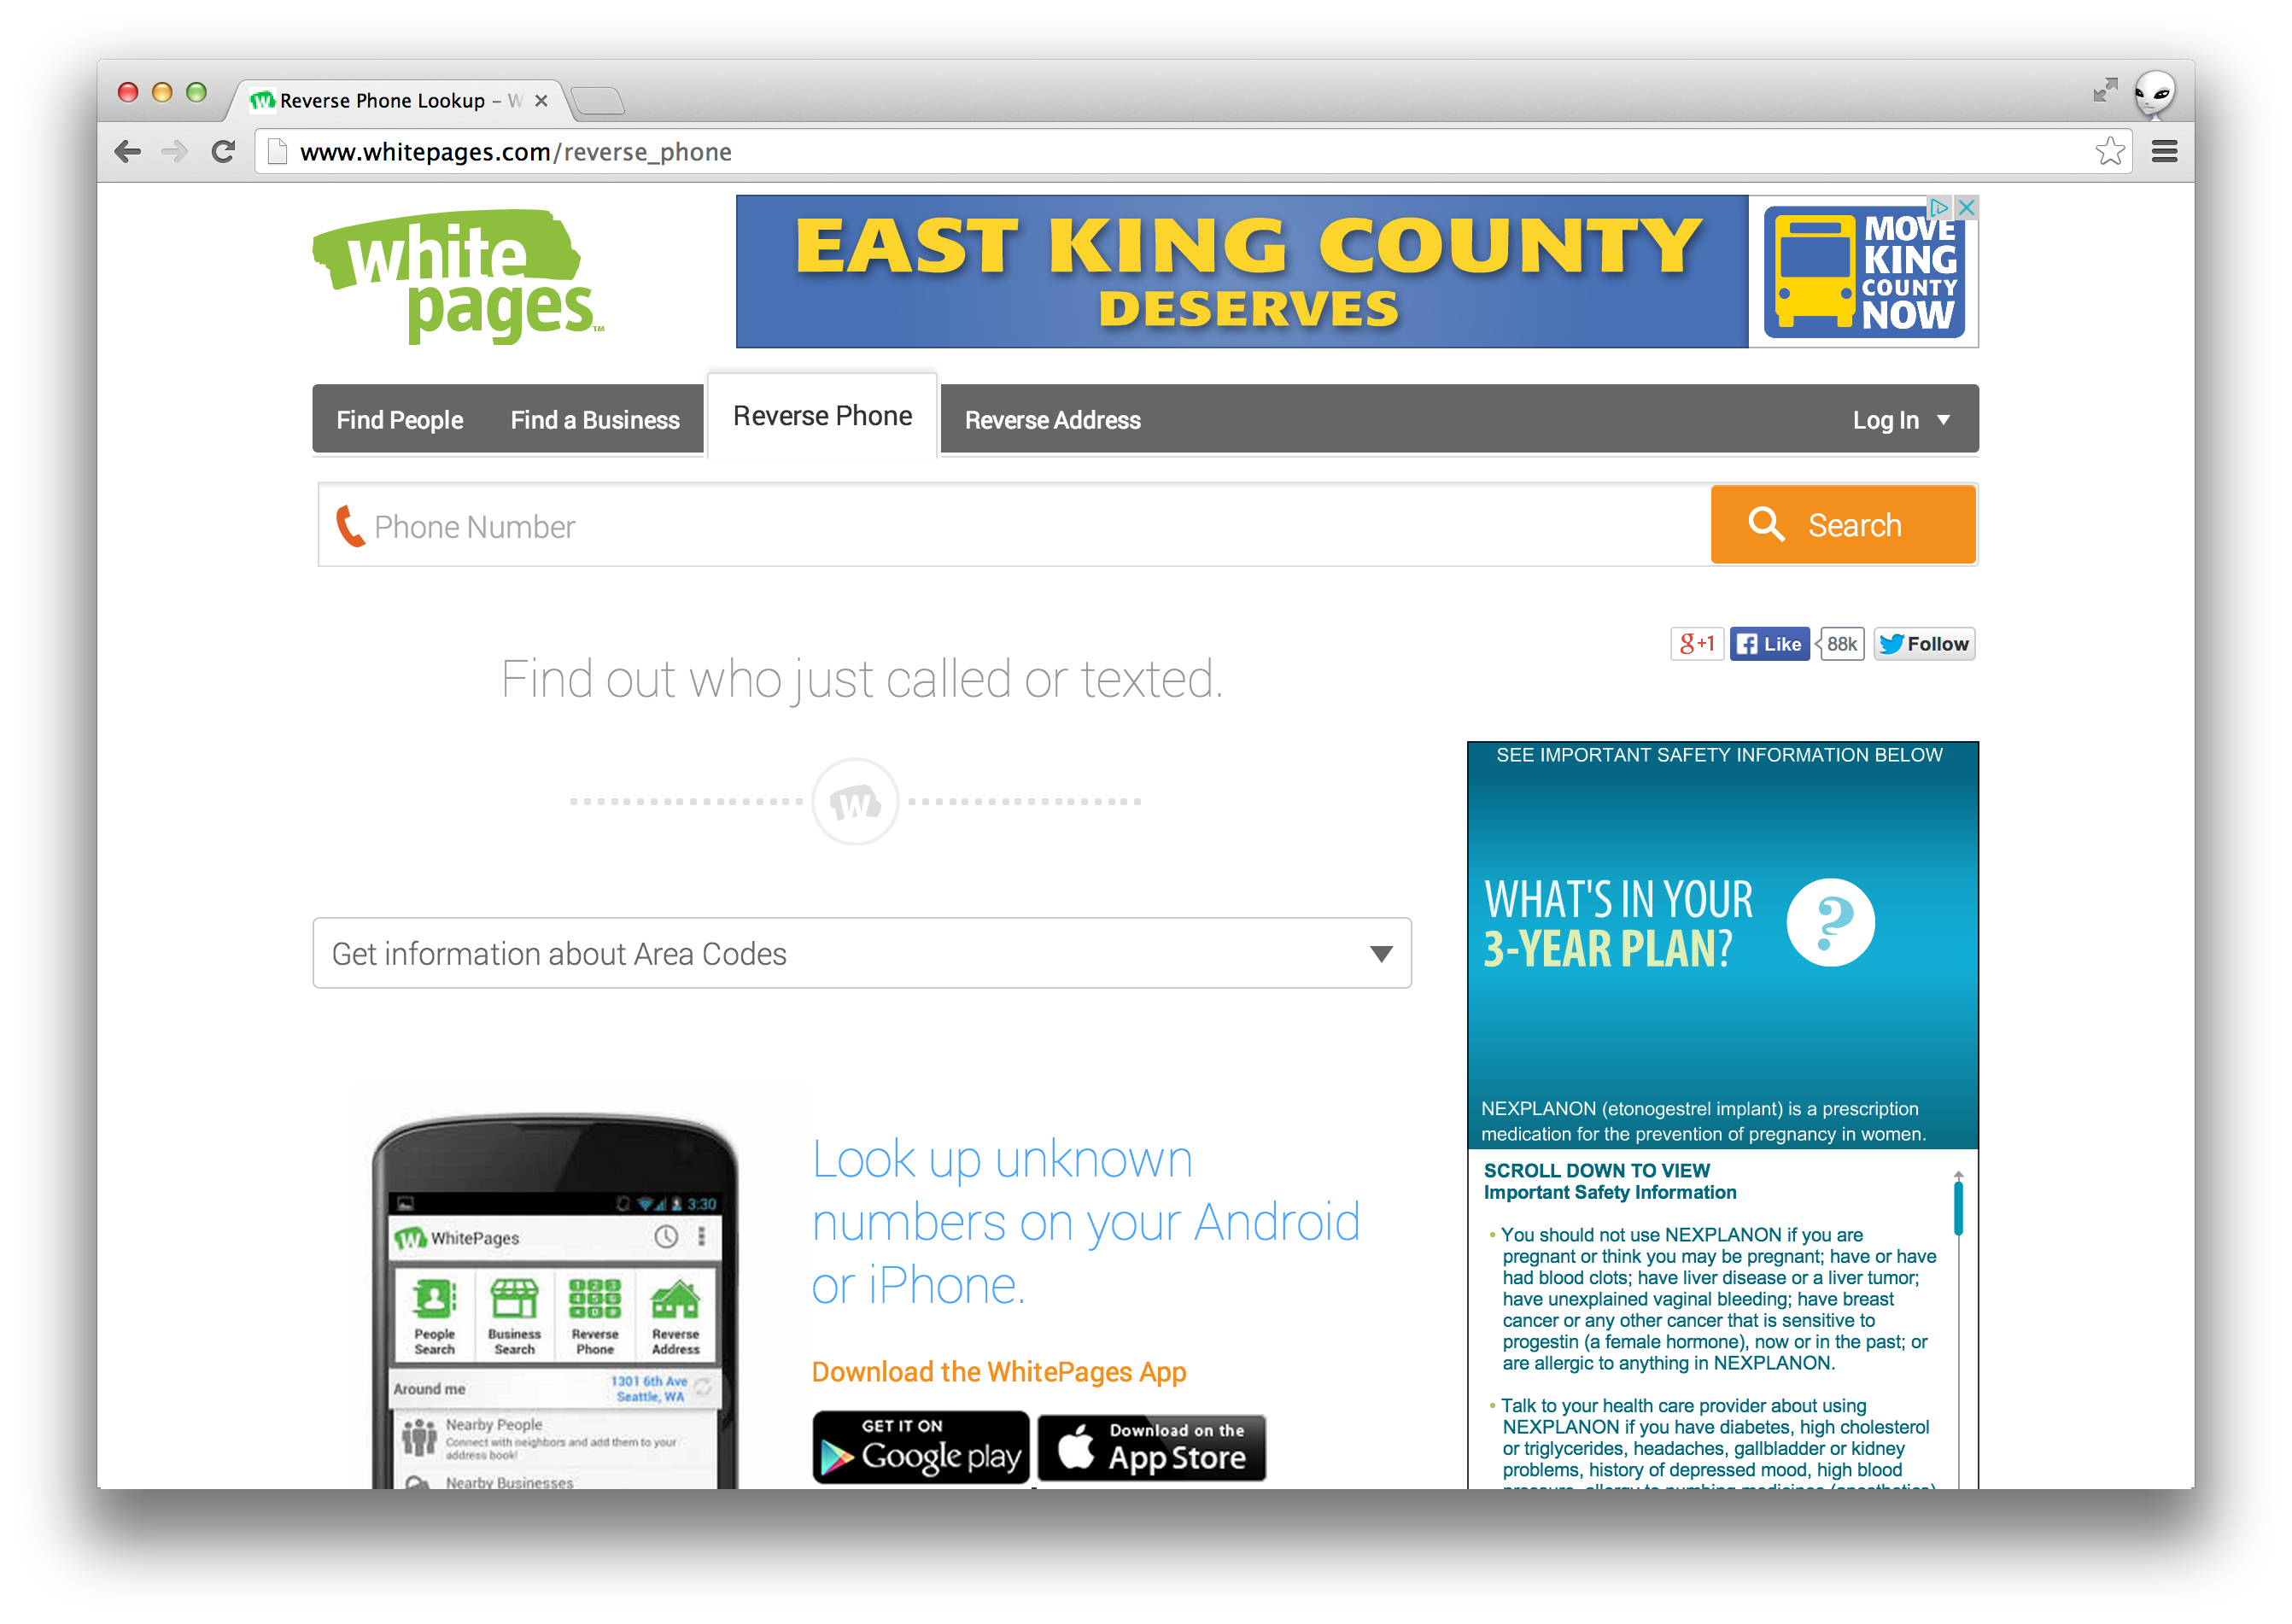 Reverse Phone Lookup – W
www.whitepages.com/reverse_phone
white
pages™
EAST KING COUNTY
DESERVES
MOVE
KING
COUNTY
NOW
Find People
Find a Business
Reverse Phone
Reverse Address
Log In
Phone Number
Search
g+1
Like
88k
Follow
Find out who just called or texted.
W
Get information about Area Codes
3:30
WhitePages
People
Search
Business
Search
Reverse
Phone
Reverse
Address
Around me
1301 6th Ave
Seattle, WA
Nearby People
Connect with neighbors and add them to your
address book!
Nearby Businesses
Look up unknown
numbers on your Android
or iPhone.
Download the WhitePages App
GET IT ON
Google play
Download on the
App Store
SEE IMPORTANT SAFETY INFORMATION BELOW
WHAT'S IN YOUR
3-YEAR PLAN?
?
NEXPLANON (etonogestrel implant) is a prescription
medication for the prevention of pregnancy in women.
SCROLL DOWN TO VIEW
Important Safety Information
• You should not use NEXPLANON if you are
pregnant or think you may be pregnant; have or have
had blood clots; have liver disease or a liver tumor;
have unexplained vaginal bleeding; have breast
cancer or any other cancer that is sensitive to
progestin (a female hormone), now or in the past; or
are allergic to anything in NEXPLANON.
• Talk to your health care provider about using
NEXPLANON if you have diabetes, high cholesterol
or triglycerides, headaches, gallbladder or kidney
problems, history of depressed mood, high blood
pressure, allergy to numbing medicines (anesthetics)